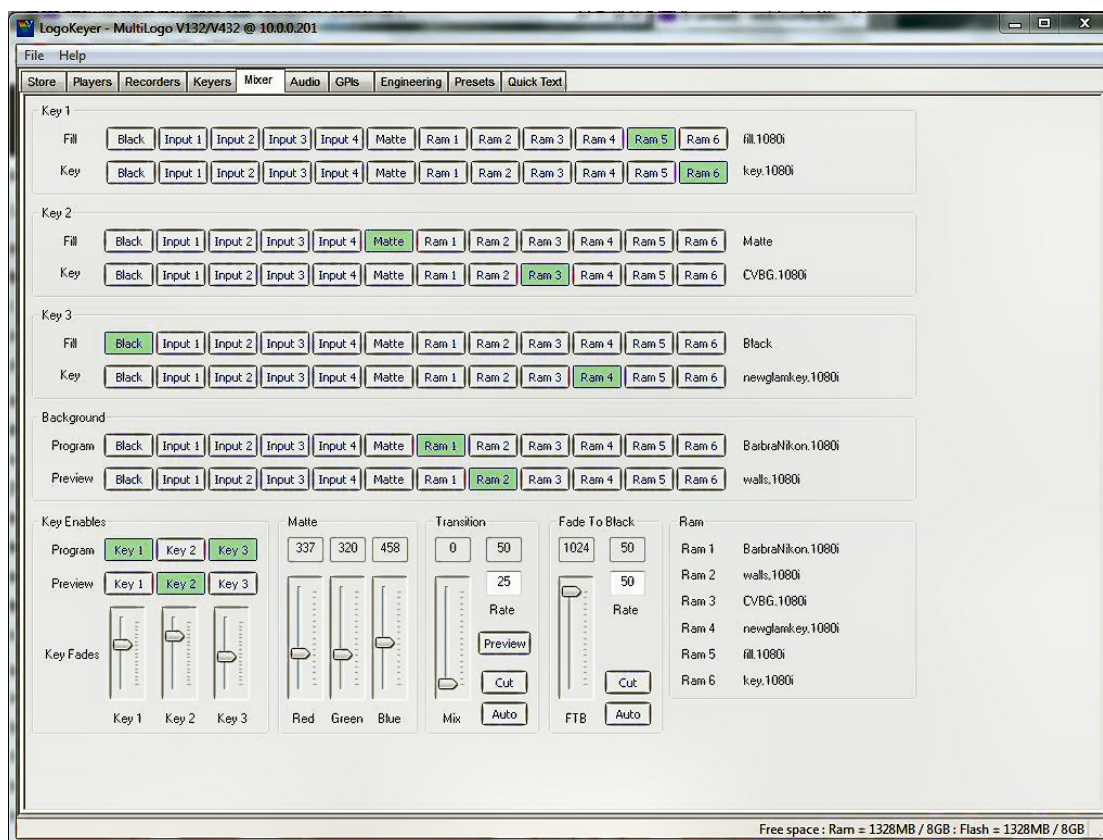 LogoKeyer - MultiLogo V132/V432 @ 10.0.0.201
File Help
Store Players Recorders Keyers Mixer Audio GPIs Engineering Presets Quick Text
Key 1
Fill Black Input 1 Input 2 Input 3 Input 4 Matte Ram 1 Ram 2 Ram 3 Ram 4 Ram 5 Ram 6 fill.1080i
Key Black Input 1 Input 2 Input 3 Input 4 Matte Ram 1 Ram 2 Ram 3 Ram 4 Ram 5 Ram 6 key.1080i
Key 2
Fill Black Input 1 Input 2 Input 3 Input 4 Matte Ram 1 Ram 2 Ram 3 Ram 4 Ram 5 Ram 6 Matte
Key Black Input 1 Input 2 Input 3 Input 4 Matte Ram 1 Ram 2 Ram 3 Ram 4 Ram 5 Ram 6 CVBG.1080i
Key 3
Fill Black Input 1 Input 2 Input 3 Input 4 Matte Ram 1 Ram 2 Ram 3 Ram 4 Ram 5 Ram 6 Black
Key Black Input 1 Input 2 Input 3 Input 4 Matte Ram 1 Ram 2 Ram 3 Ram 4 Ram 5 Ram 6 newglamkey.1080i
Background
Program Black Input 1 Input 2 Input 3 Input 4 Matte Ram 1 Ram 2 Ram 3 Ram 4 Ram 5 Ram 6 BarbraNikon.1080i
Preview Black Input 1 Input 2 Input 3 Input 4 Matte Ram 1 Ram 2 Ram 3 Ram 4 Ram 5 Ram 6 walls.1080i
Key Enables
Program Key 1 Key 2 Key 3
Preview Key 1 Key 2 Key 3
Key Fades
Key 1 Key 2 Key 3
Matte
337 320 458
Red Green Blue
Transition
0 50
25
Rate
Preview
Cut
Mix Auto
Fade To Black
1024 50
50
Rate
Cut
FTB Auto
Ram
Ram 1 BarbraNikon.1080i
Ram 2 walls.1080i
Ram 3 CVBG.1080i
Ram 4 newglamkey.1080i
Ram 5 fill.1080i
Ram 6 key.1080i
Free space : Ram = 1328MB / 8GB : Flash = 1328MB / 8GB